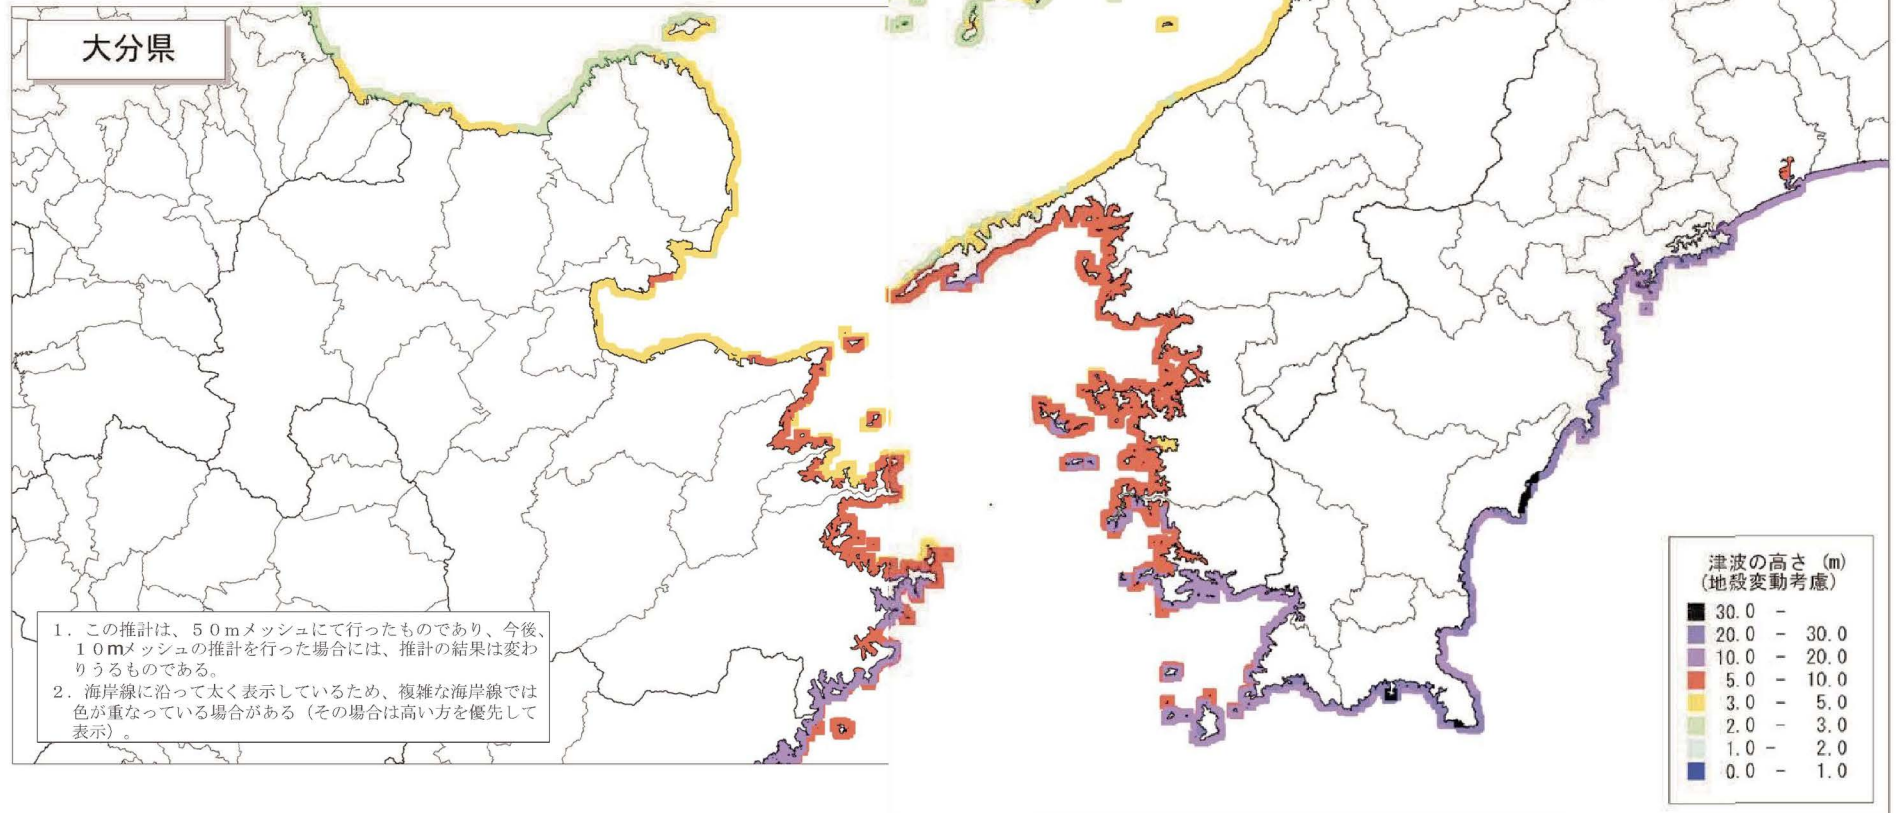 大分県
1．この推計は、５０ｍメッシュにて行ったものであり、今後、
１０mメッシュの推計を行った場合には、推計の結果は変わ
りうるものである。
2．海岸線に沿って太く表示しているため、複雑な海岸線では
色が重なっている場合がある（その場合は高い方を優先して
表示）。
津波の高さ (m)
(地殻変動考慮)
30.0 -
20.0 - 30.0
10.0 - 20.0
5.0 - 10.0
3.0 - 5.0
2.0 - 3.0
1.0 - 2.0
0.0 - 1.0